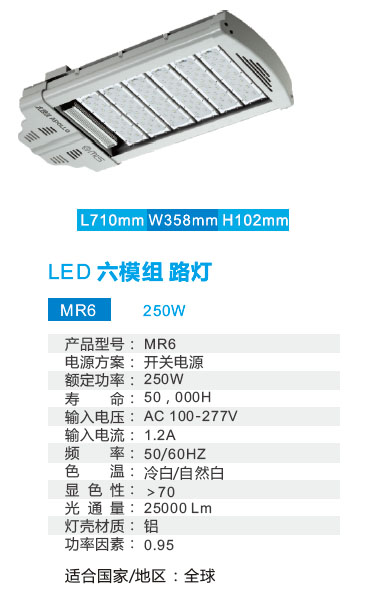 L710mm W358mm H102mm
LED 六模组 路灯
MR6 250W
产品型号：MR6
电源方案：开关电源
额定功率：250W
寿 命：50，000H
输入电压：AC 100-277V
输入电流：1.2A
频 率：50/60HZ
色 温：冷白/自然白
显 色 性：＞70
光 通 量：25000 Lm
灯壳材质：铝
功率因素：0.95
适合国家/地区：全球